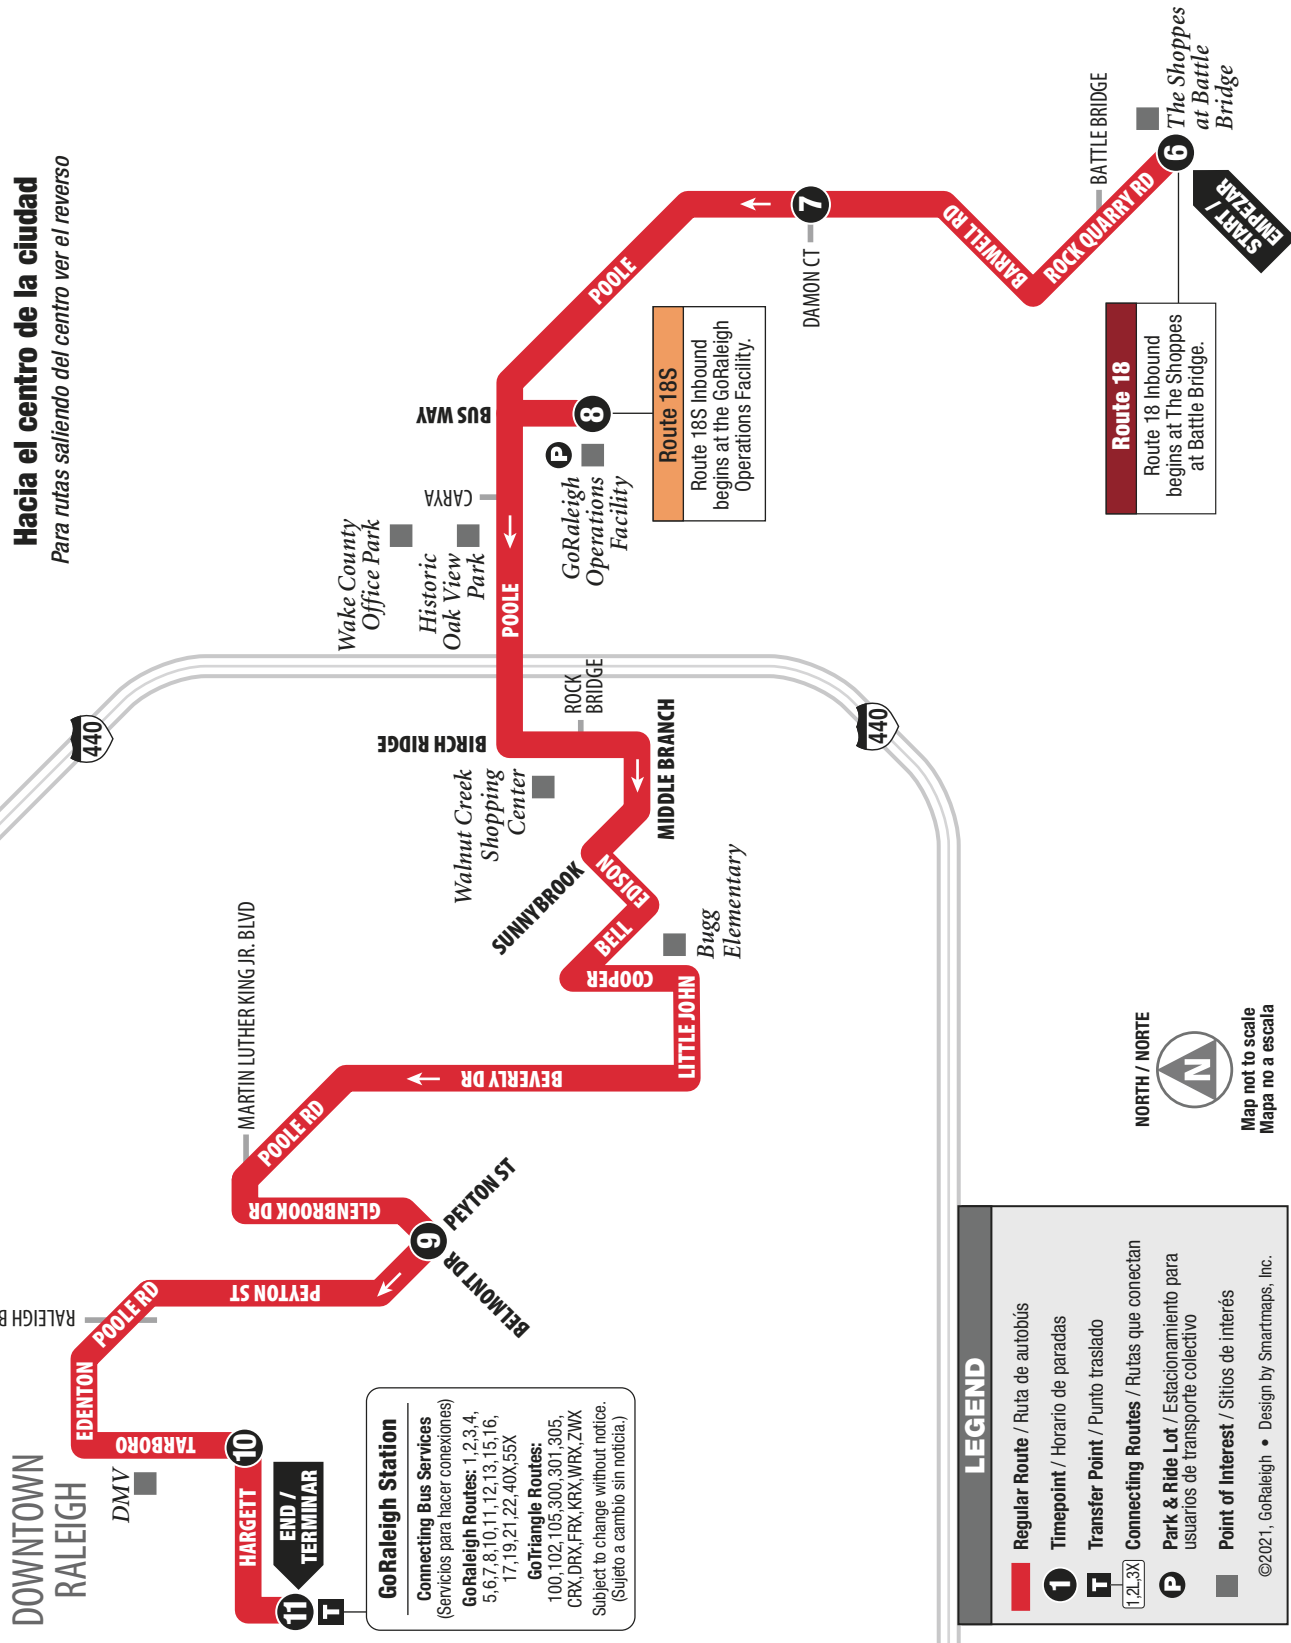 Hacia el centro de la ciudad
Para rutas saliendo del centro ver el reverso
DOWNTOWN
RALEIGH
DMV
EDENTON
TARBORO
HARGETT
10
11
T
END /
TERMINAR
GoRaleigh Station
Connecting Bus Services
(Servicios para hacer conexiones)
GoRaleigh Routes: 1,2,3,4,
5,6,7,8,10,11,12,13,15,16,
17,19,21,22,40X,55X
GoTriangle Routes:
100,102,105,300,301,305,
CRX,DRX,FRX,KRX,WRX,ZWX
Subject to change without notice.
(Sujeto a cambio sin noticia.)
RALEIGH B
POOLE RD
PEYTON ST
9
BELMONT DR
PEYTON ST
GLENBROOK DR
POOLE RD
MARTIN LUTHER KING JR. BLVD
BEVERLY DR
LITTLE JOHN
COOPER
BELL
EDISON
Bugg
Elementary
SUNNYBROOK
MIDDLE BRANCH
Walnut Creek
Shopping
Center
BIRCH RIDGE
ROCK
BRIDGE
440
440
POOLE
Wake County
Office Park
Historic
Oak View
Park
CARYA
BUS WAY
P
GoRaleigh
Operations
Facility
8
Route 18S
Route 18S Inbound
begins at the GoRaleigh
Operations Facility.
POOLE
7
DAMON CT
BARWELL RD
ROCK QUARRY RD
BATTLE BRIDGE
6
The Shoppes
at Battle
Bridge
START /
EMPEZAR
Route 18
Route 18 Inbound
begins at The Shoppes
at Battle Bridge.
NORTH / NORTE
N
Map not to scale
Mapa no a escala
LEGEND
Regular Route / Ruta de autobús
1 Timepoint / Horario de paradas
T Transfer Point / Punto traslado
1,2L,3X Connecting Routes / Rutas que conectan
P Park & Ride Lot / Estacionamiento para
usuarios de transporte colectivo
Point of Interest / Sitios de interés
©2021, GoRaleigh • Design by Smartmaps, Inc.